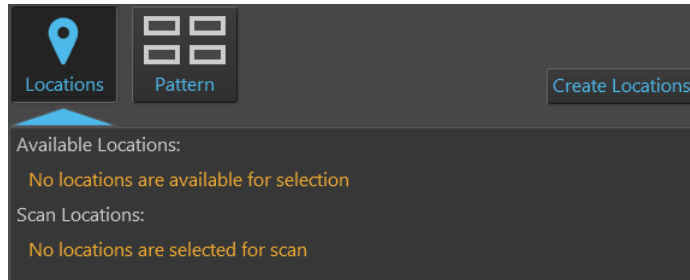 Locations
Pattern
Create Locations
Available Locations:
No locations are available for selection
Scan Locations:
No locations are selected for scan